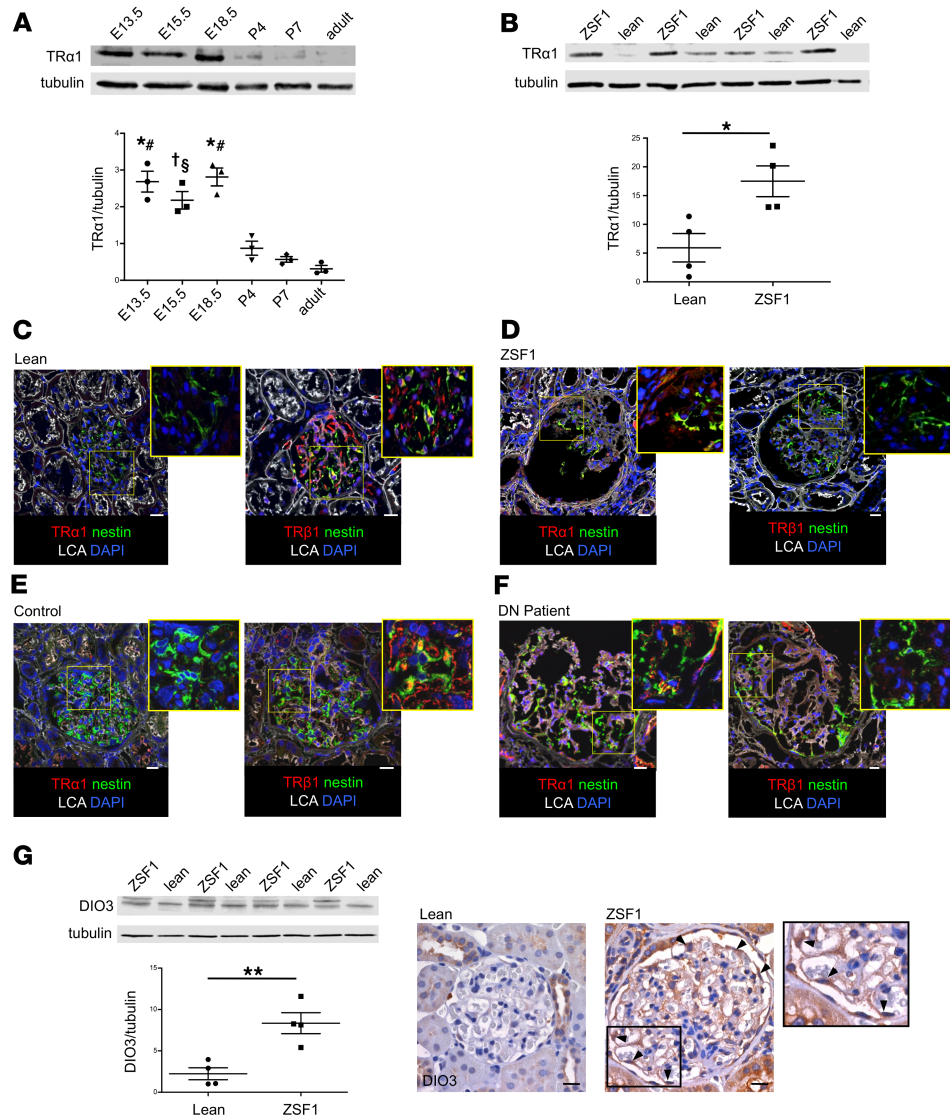 A
E13.5 E15.5 E18.5 P4 P7 adult
TRα1
tubulin
4
3
2
1
0
TRα1/tubulin
*# †§ *#
E13.5 E15.5 E18.5 P4 P7 adult
B
ZSF1 lean ZSF1 lean ZSF1 lean ZSF1 lean
TRα1
tubulin
25
20
15
10
5
0
TRα1/tubulin
*
Lean ZSF1
C
Lean
TRα1 nestin
LCA DAPI
TRβ1 nestin
LCA DAPI
D
ZSF1
TRα1 nestin
LCA DAPI
TRβ1 nestin
LCA DAPI
E
Control
TRα1 nestin
LCA DAPI
TRβ1 nestin
LCA DAPI
F
DN Patient
TRα1 nestin
LCA DAPI
TRβ1 nestin
LCA DAPI
G
ZSF1 lean ZSF1 lean ZSF1 lean ZSF1 lean
DIO3
tubulin
15
10
5
0
DIO3/tubulin
**
Lean ZSF1
Lean
DIO3
ZSF1